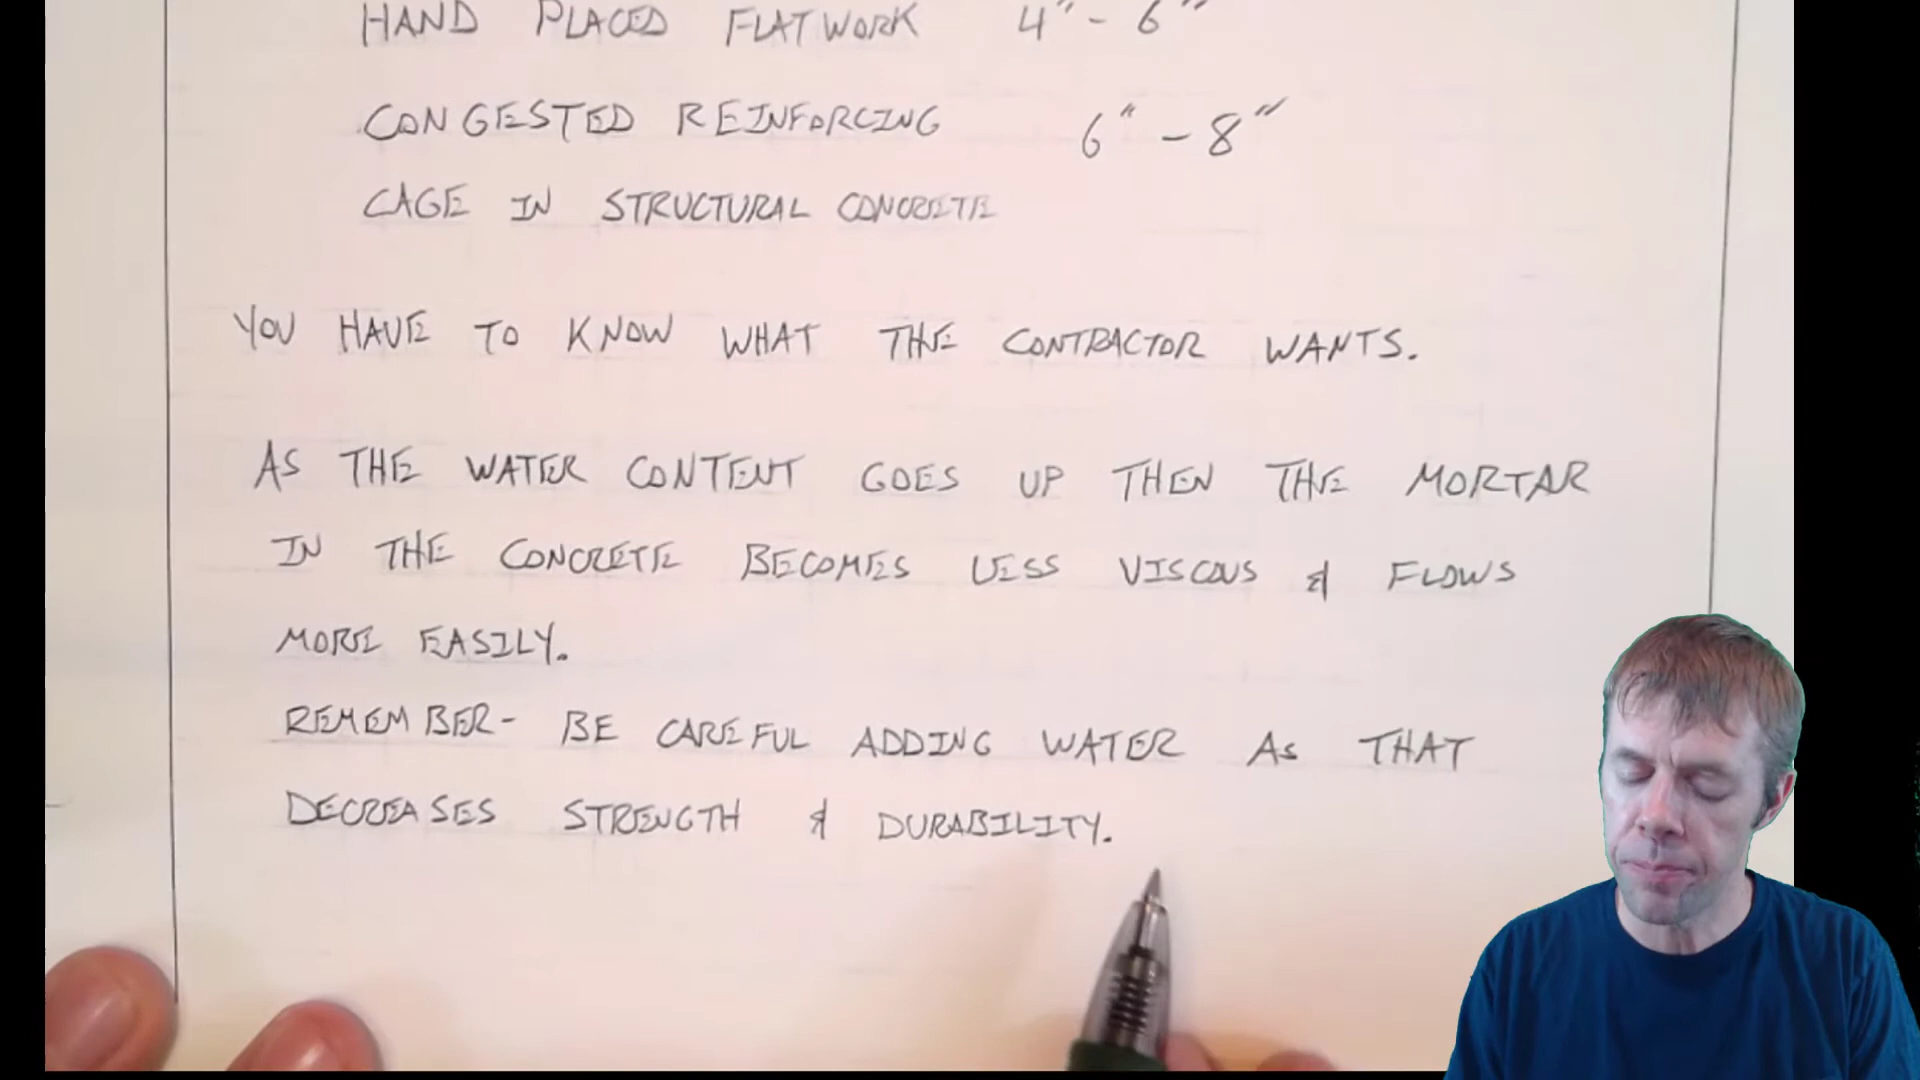 HAND PLACED FLATWORK 4" - 6"
CONGESTED REINFORCING 6" - 8"
CAGE IN STRUCTURAL CONCRETE
YOU HAVE TO KNOW WHAT THE CONTRACTOR WANTS.
AS THE WATER CONTENT GOES UP THEN THE MORTAR
IN THE CONCRETE BECOMES LESS VISCOUS & FLOWS
MORE EASILY.
REMEMBER- BE CAREFUL ADDING WATER AS THAT
DECREASES STRENGTH & DURABILITY.